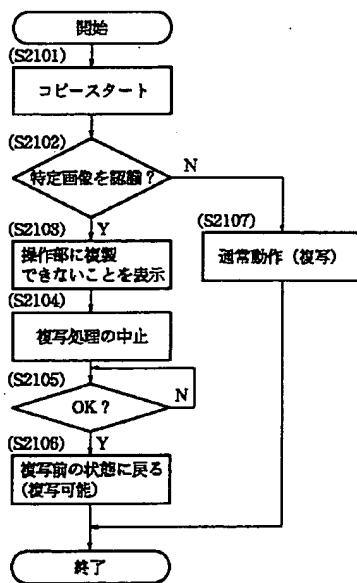 開始
(S2101)
コピースタート
(S2102)
特定画像を認識？
N
Y
(S2107)
通常動作（複写）
(S2103)
操作部に複製
できないことを表示
(S2104)
複写処理の中止
(S2105)
OK？
N
Y
(S2106)
複写前の状態に戻る
（複写可能）
終了